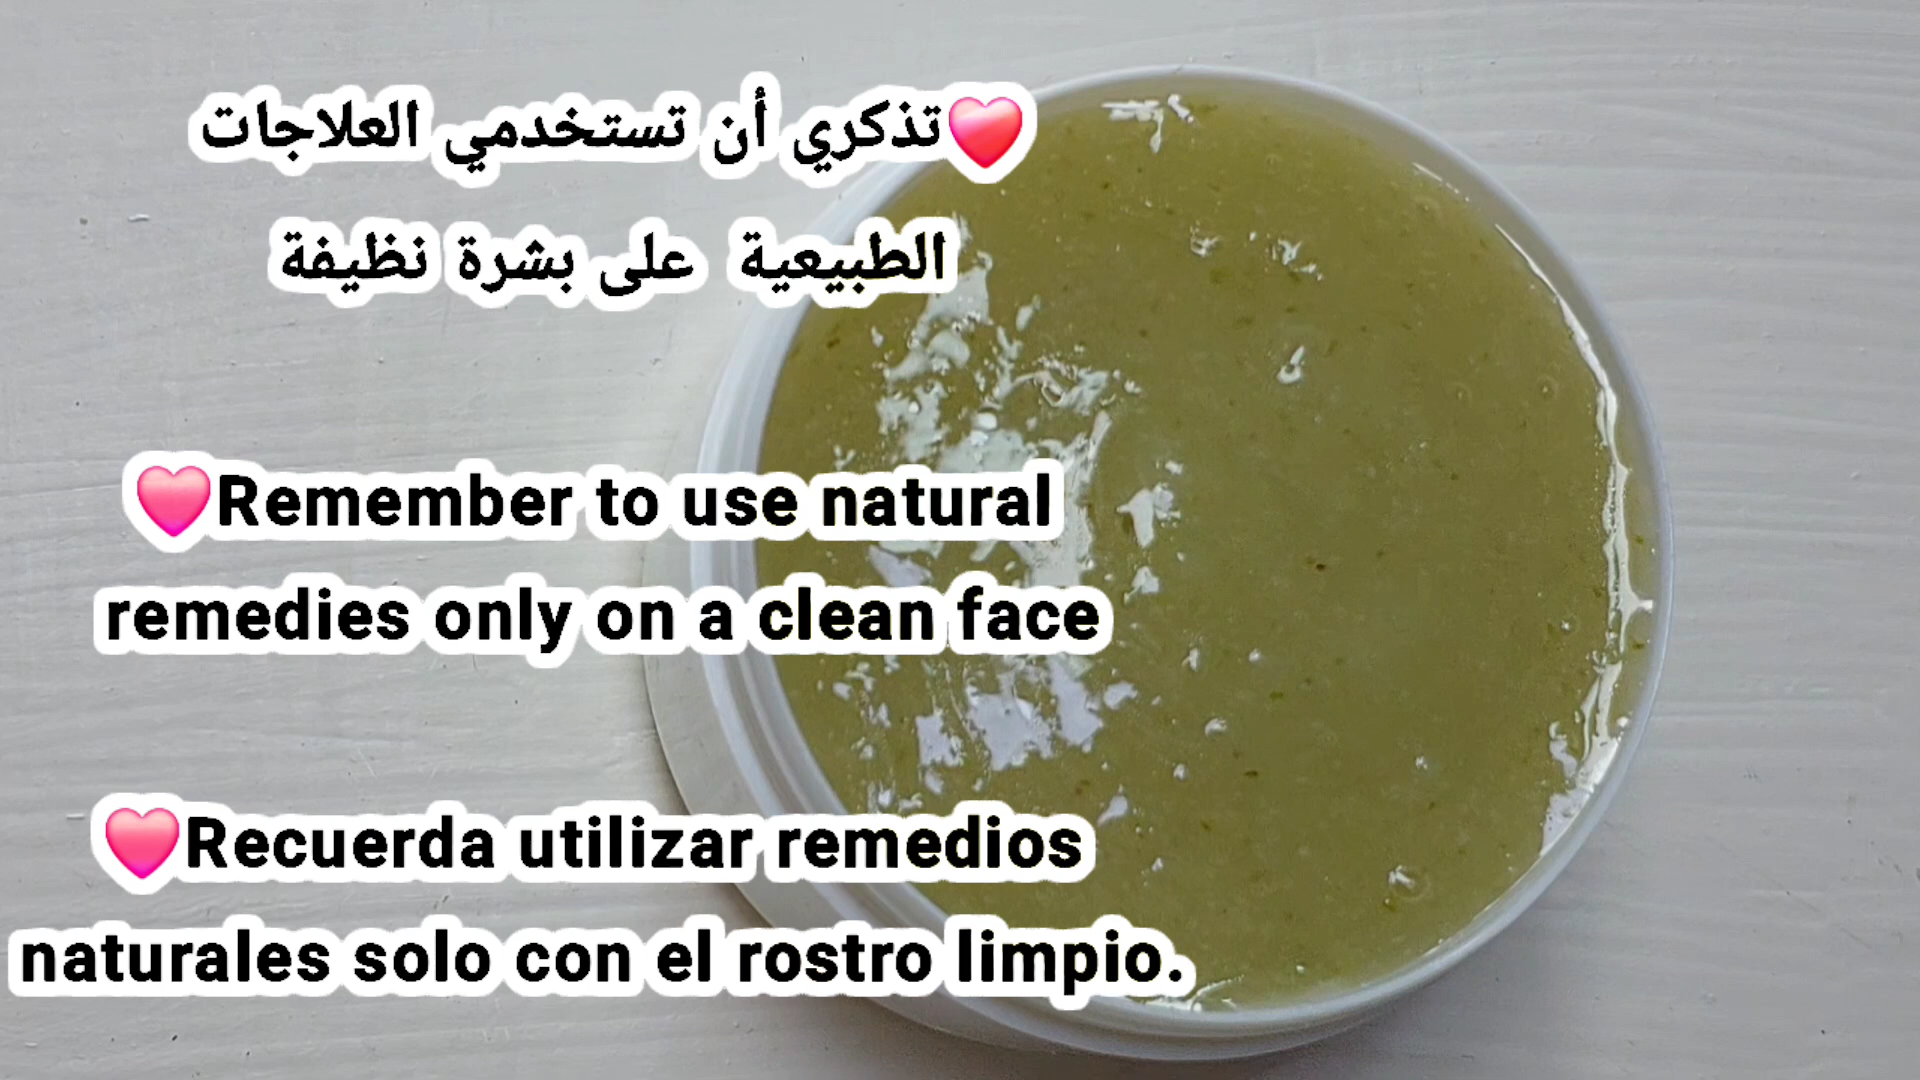 ❤️تذكري أن تستخدمي العلاجات
الطبيعية على بشرة نظيفة
🩷Remember to use natural
remedies only on a clean face
🩷Recuerda utilizar remedios
naturales solo con el rostro limpio.